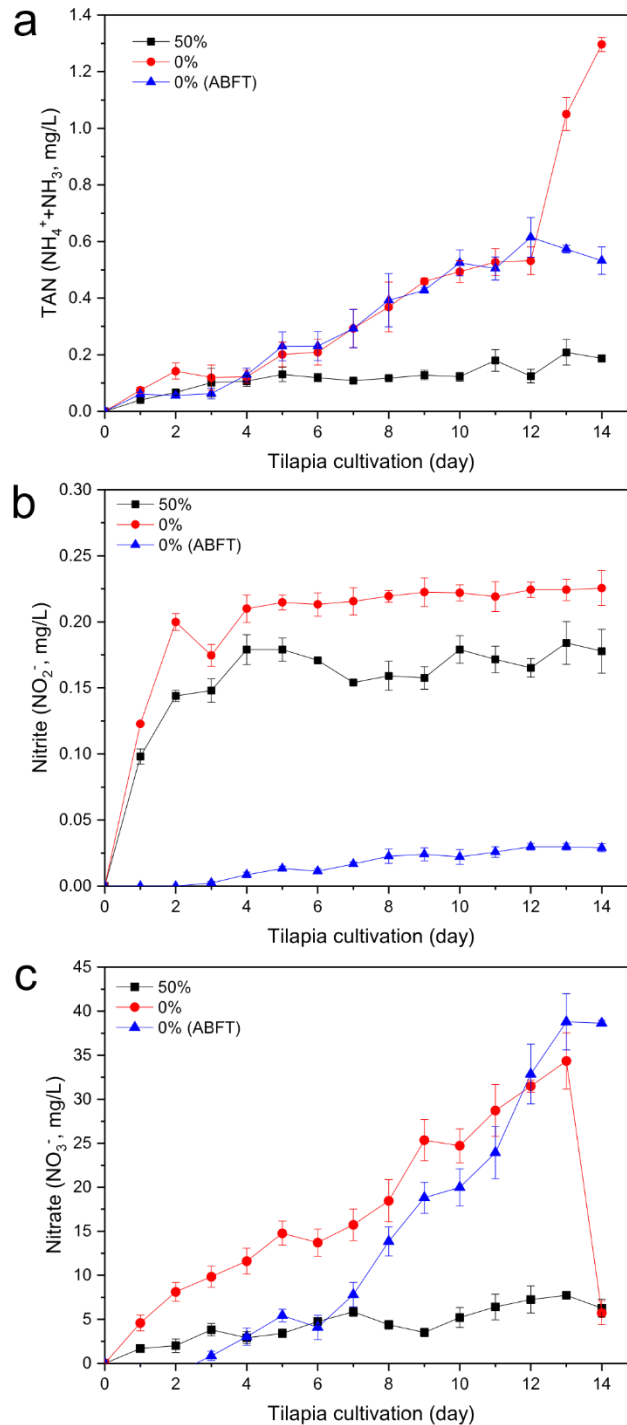 a
1.4
1.2
1.0
0.8
0.6
0.4
0.2
0.0
TAN (NH₄⁺+NH₃, mg/L)
50%
0%
0% (ABFT)
0 2 4 6 8 10 12 14
Tilapia cultivation (day)
b
0.30
0.25
0.20
0.15
0.10
0.05
0.00
Nitrite (NO₂⁻, mg/L)
50%
0%
0% (ABFT)
0 2 4 6 8 10 12 14
Tilapia cultivation (day)
c
45
40
35
30
25
20
15
10
5
0
Nitrate (NO₃⁻, mg/L)
50%
0%
0% (ABFT)
0 2 4 6 8 10 12 14
Tilapia cultivation (day)